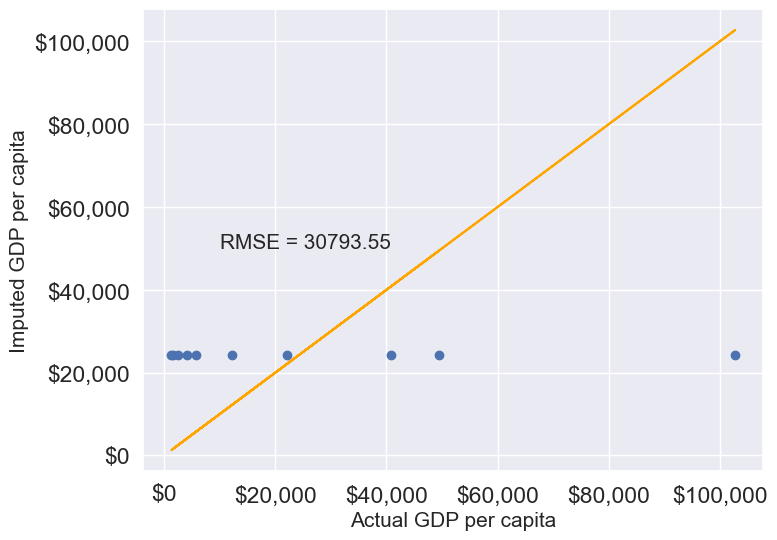 $100,000
$80,000
$60,000
$40,000
$20,000
$0
Imputed GDP per capita
RMSE = 30793.55
$0 $20,000 $40,000 $60,000 $80,000 $100,000
Actual GDP per capita